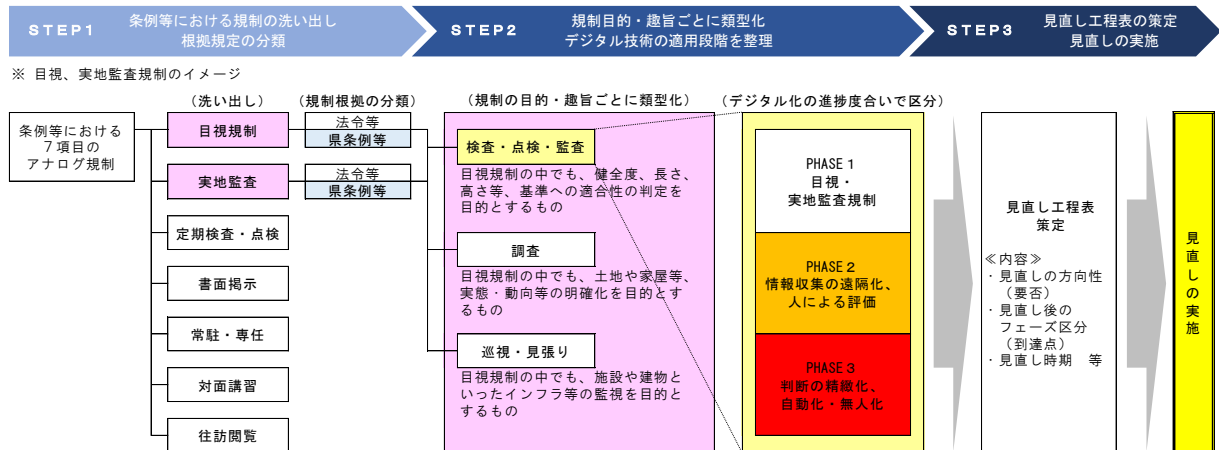 STEP1
条例等における規制の洗い出し
根拠規定の分類
STEP2
規制目的・趣旨ごとに類型化
デジタル技術の適用段階を整理
STEP3
見直し工程表の策定
見直しの実施
※ 目視、実地監査規制のイメージ
(洗い出し)
(規制根拠の分類)
(規制の目的・趣旨ごとに類型化)
(デジタル化の進捗度合いで区分)
条例等における
7項目の
アナログ規制
目視規制
実地監査
定期検査・点検
書面掲示
常駐・専任
対面講習
往訪閲覧
法令等
県条例等
法令等
県条例等
検査・点検・監査
目視規制の中でも、健全度、長さ、
高さ等、基準への適合性の判定を
目的とするもの
調査
目視規制の中でも、土地や家屋等、
実態・動向等の明確化を目的とす
るもの
巡視・見張り
目視規制の中でも、施設や建物と
いったインフラ等の監視を目的と
するもの
PHASE 1
目視・
実地監査規制
PHASE 2
情報収集の遠隔化、
人による評価
PHASE 3
判断の精緻化、
自動化・無人化
見直し工程表
策定
≪内容≫
・見直しの方向性
(要否)
・見直し後の
フェーズ区分
(到達点)
・見直し時期 等
見直しの実施